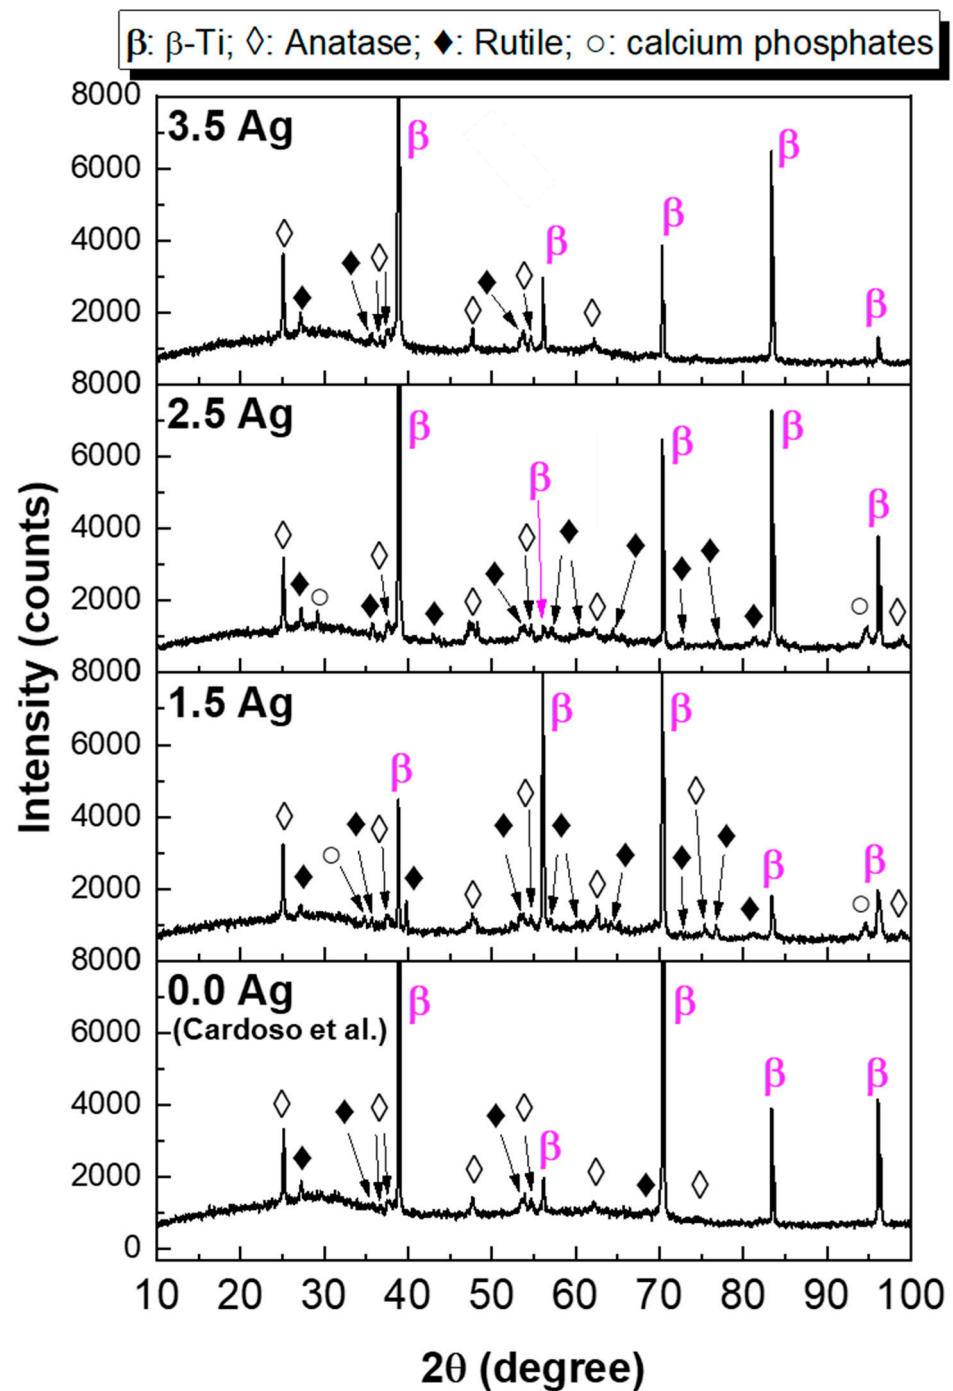 β: β-Ti; ◊: Anatase; ♦: Rutile; ○: calcium phosphates
8000
3.5 Ag
β
β
6000
β
4000
β
2000
β
8000
2.5 Ag
β
β
β
6000
β
β
4000
2000
8000
1.5 Ag
β
β
6000
β
4000
β
β
2000
8000
0.0 Ag
(Cardoso et al.)
β
β
6000
β
β
4000
β
2000
0
10 20 30 40 50 60 70 80 90 100
Intensity (counts)
2θ (degree)